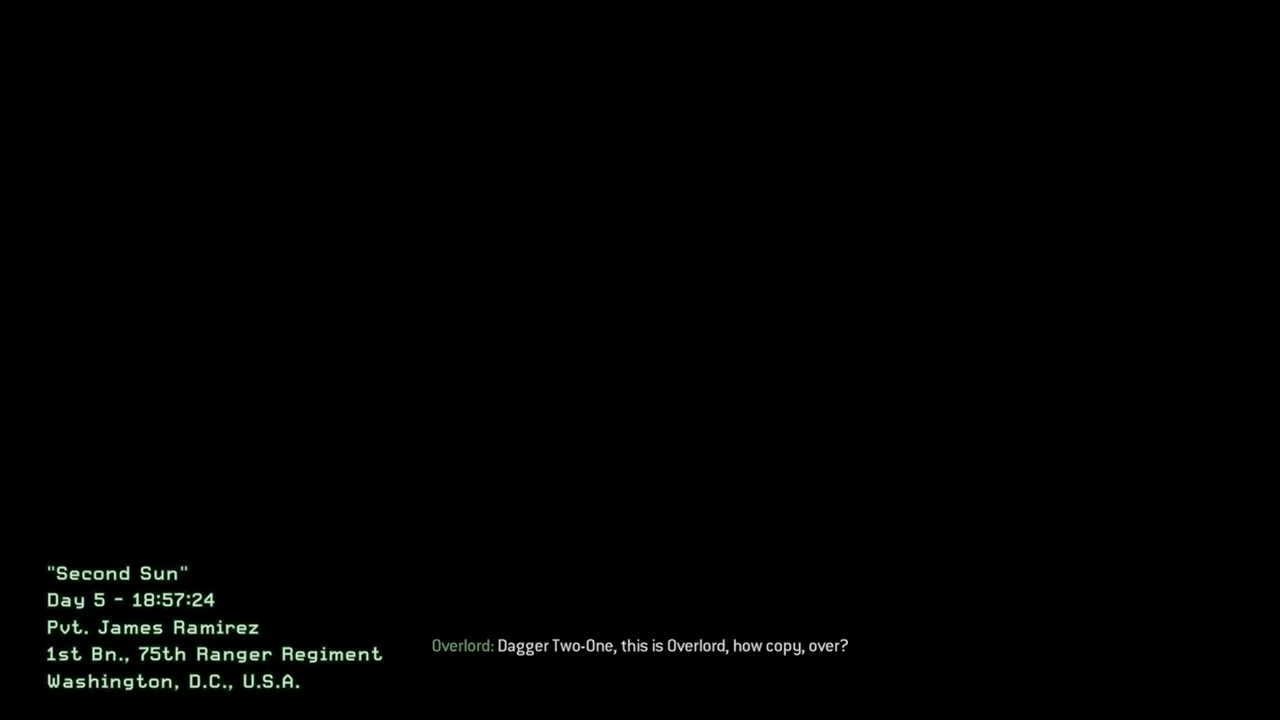 "Second Sun"
Day 5 - 18:57:24
Pvt. James Ramirez
1st Bn., 75th Ranger Regiment
Washington, D.C., U.S.A.
Overlord: Dagger Two-One, this is Overlord, how copy, over?